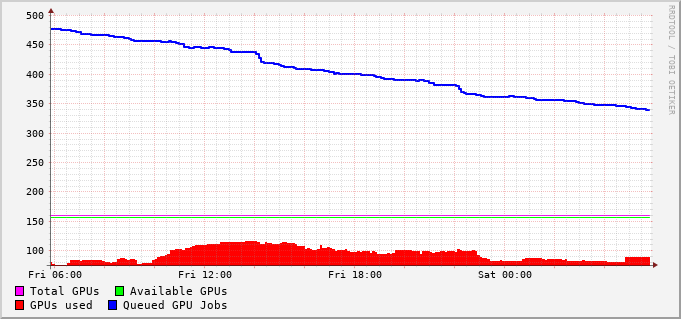 500
450
400
350
300
250
200
150
100
Fri 06:00 Fri 12:00 Fri 18:00 Sat 00:00
Total GPUs Available GPUs
GPUs used Queued GPU Jobs
RRDTOOL / TOBI OETIKER